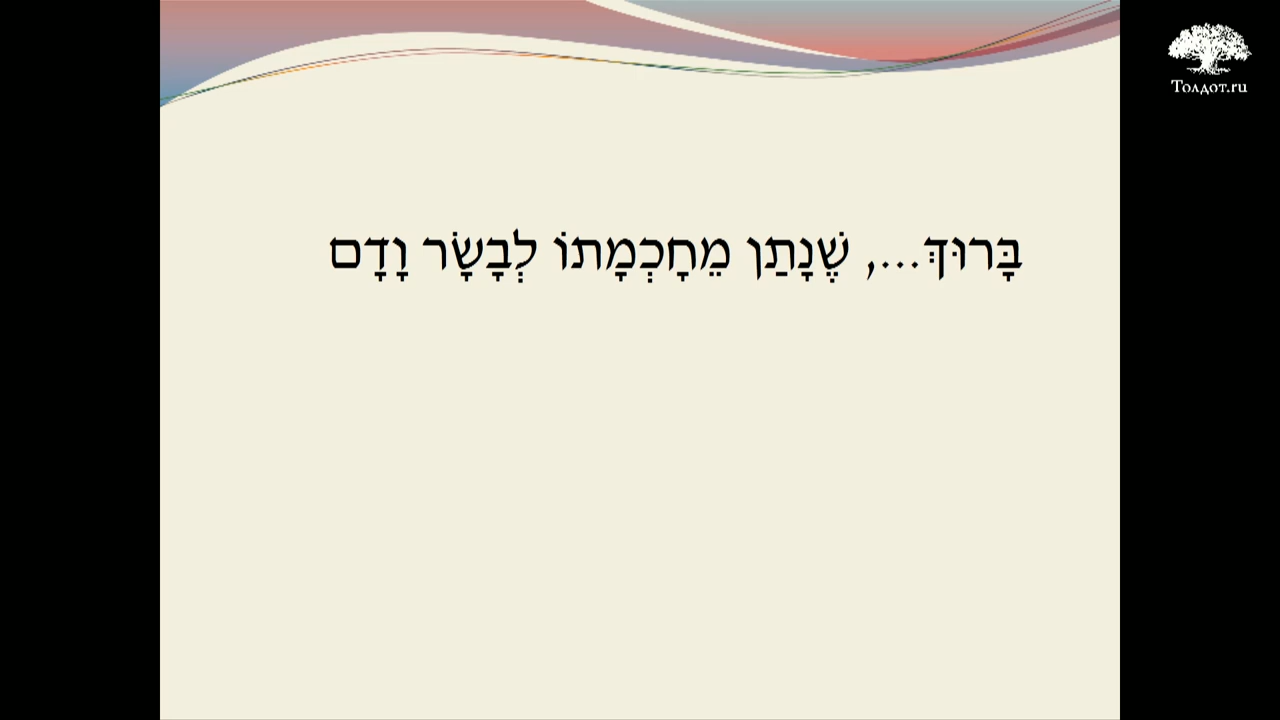 בָּרוּךְ..., שֶׁנָתַן מֵחָכְמָתוֹ לְבָשָׂר וָדָם
Толдот.ru